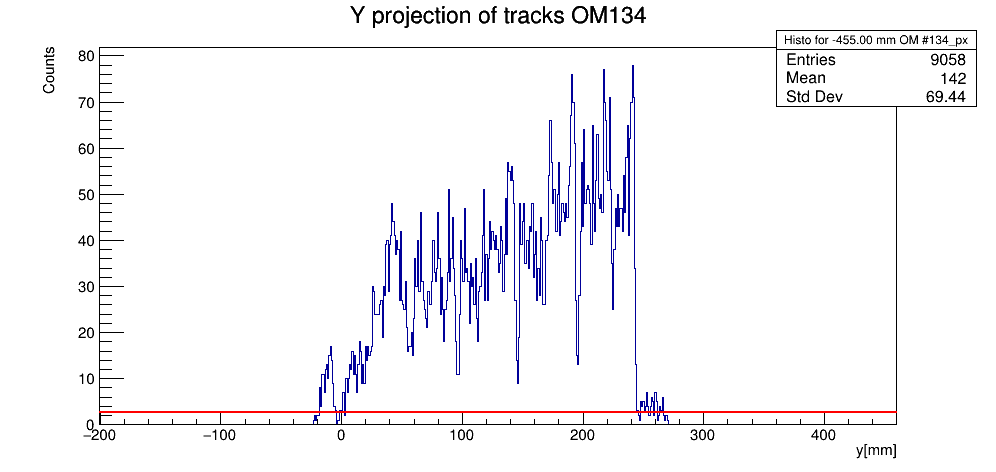 Y projection of tracks OM134
Histo for -455.00 mm OM #134_px
Entries 9058
Mean 142
Std Dev 69.44
Counts
80
70
60
50
40
30
20
10
0
−200 −100 0 100 200 300 400
y[mm]